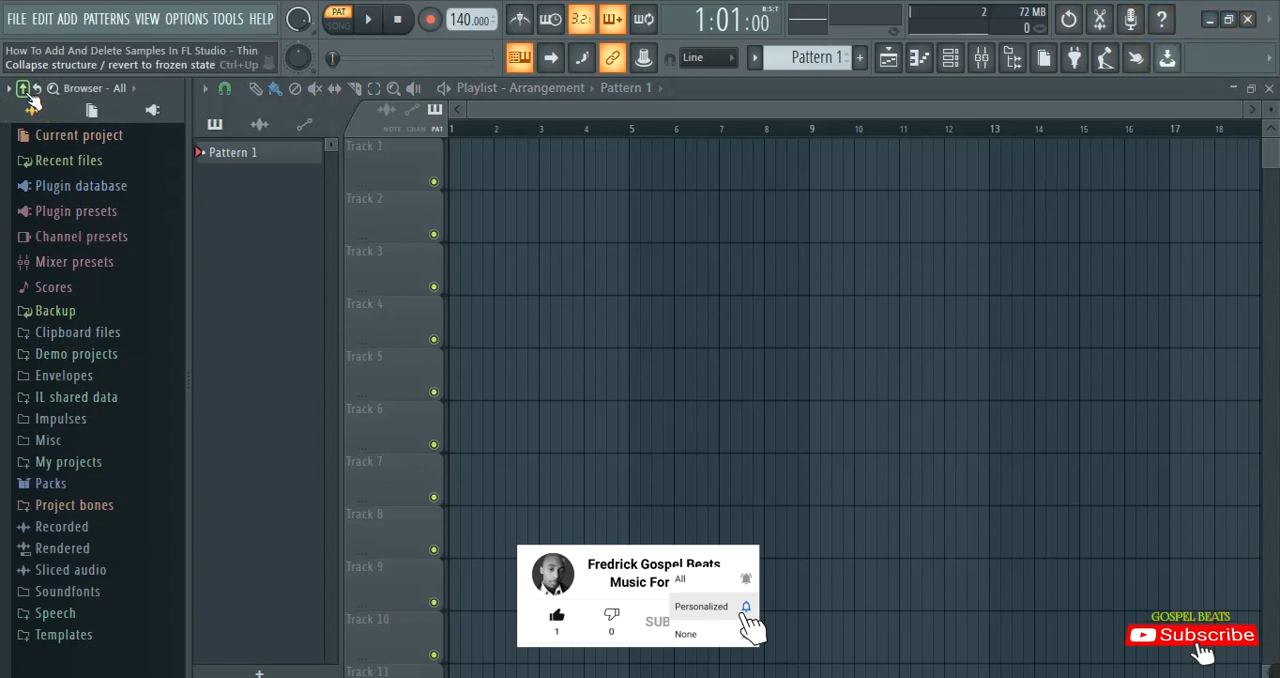 FILE EDIT ADD PATTERNS VIEW OPTIONS TOOLS HELP
PAT
SONG
140.000
3.2
1:01:00
B:S:T
2
72 MB
0
How To Add And Delete Samples In FL Studio - Thin
Collapse structure / revert to frozen state Ctrl+Up
Line
Pattern 1
Browser - All
Playlist - Arrangement
Pattern 1
NOTE CHAN PAT
1 2 3 4 5 6 7 8 9 10 11 12 13 14 15 16 17 18
Current project
Recent files
Plugin database
Plugin presets
Channel presets
Mixer presets
Scores
Backup
Clipboard files
Demo projects
Envelopes
IL shared data
Impulses
Misc
My projects
Packs
Project bones
Recorded
Rendered
Sliced audio
Soundfonts
Speech
Templates
Pattern 1
Track 1
Track 2
Track 3
Track 4
Track 5
Track 6
Track 7
Track 8
Track 9
Track 10
Track 11
Fredrick Gospel Beats
Music For
All
Personalized
None
1
0
SUB
GOSPEL BEATS
Subscribe